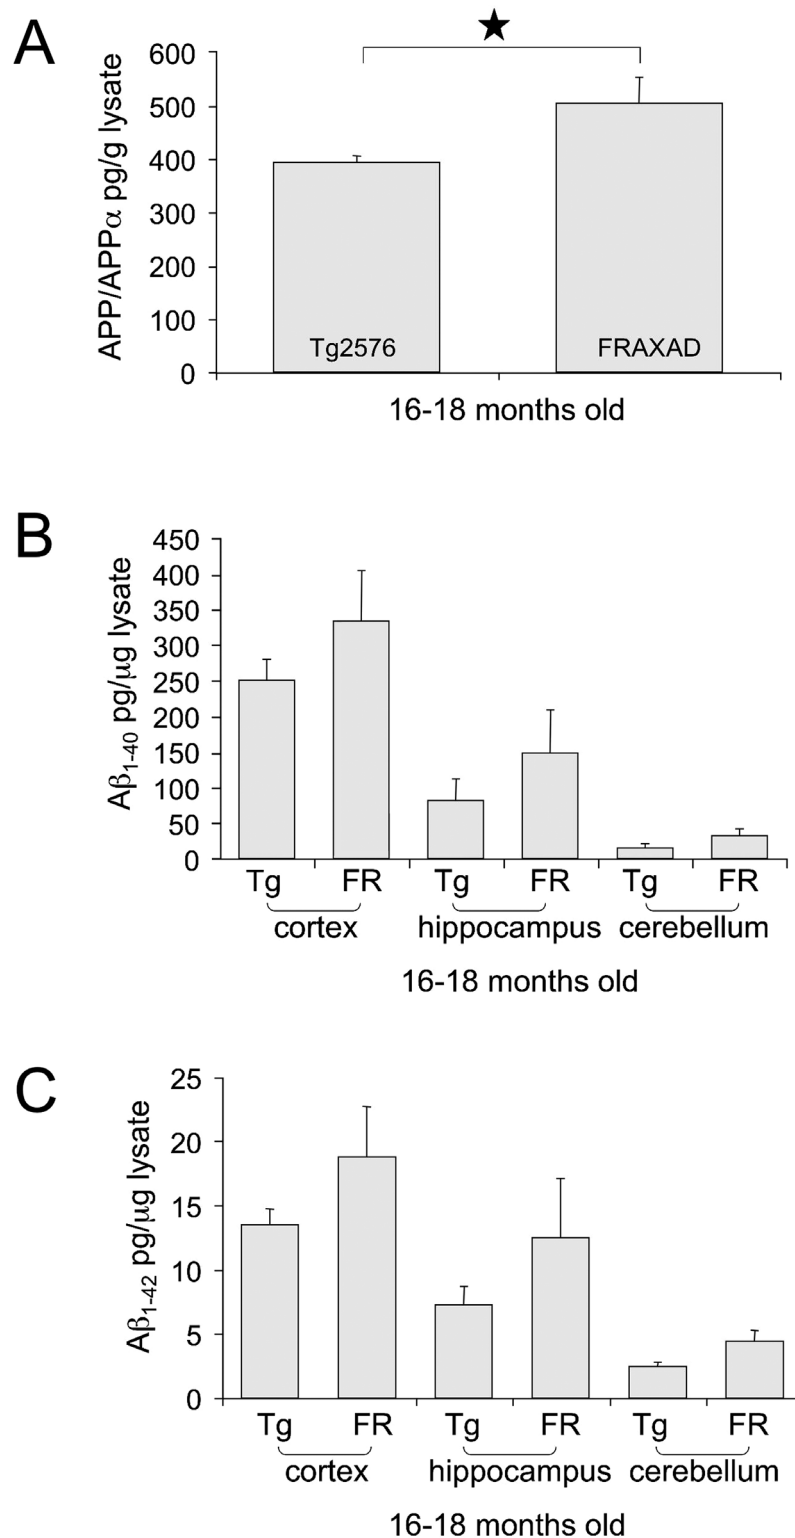 A
APP/APPα pg/g lysate
600
500
400
300
200
100
0
Tg2576 FRAXAD
16-18 months old
B
Aβ1-40 pg/µg lysate
450
400
350
300
250
200
150
100
50
0
Tg FR Tg FR Tg FR
cortex hippocampus cerebellum
16-18 months old
C
Aβ1-42 pg/µg lysate
25
20
15
10
5
0
Tg FR Tg FR Tg FR
cortex hippocampus cerebellum
16-18 months old